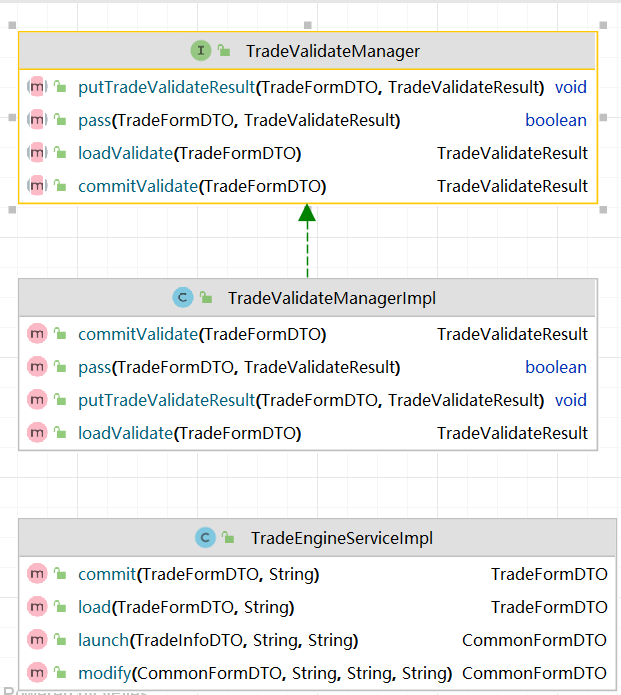 I TradeValidateManager
m putTradeValidateResult(TradeFormDTO, TradeValidateResult) void
m pass(TradeFormDTO, TradeValidateResult) boolean
m loadValidate(TradeFormDTO) TradeValidateResult
m commitValidate(TradeFormDTO) TradeValidateResult
C TradeValidateManagerImpl
m commitValidate(TradeFormDTO) TradeValidateResult
m pass(TradeFormDTO, TradeValidateResult) boolean
m putTradeValidateResult(TradeFormDTO, TradeValidateResult) void
m loadValidate(TradeFormDTO) TradeValidateResult
C TradeEngineServiceImpl
m commit(TradeFormDTO, String) TradeFormDTO
m load(TradeFormDTO, String) TradeFormDTO
m launch(TradeInfoDTO, String, String) CommonFormDTO
m modify(CommonFormDTO, String, String, String) CommonFormDTO